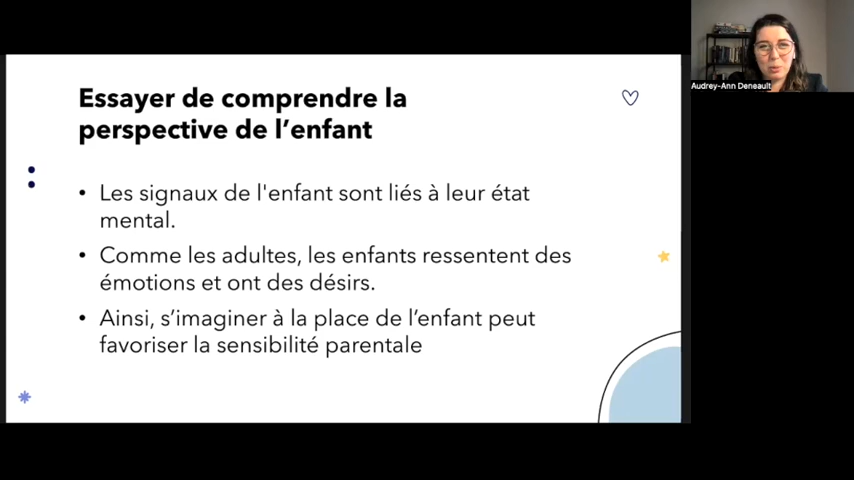 Essayer de comprendre la
perspective de l’enfant
• Les signaux de l'enfant sont liés à leur état
mental.
• Comme les adultes, les enfants ressentent des
émotions et ont des désirs.
• Ainsi, s’imaginer à la place de l’enfant peut
favoriser la sensibilité parentale
Audrey-Ann Deneault